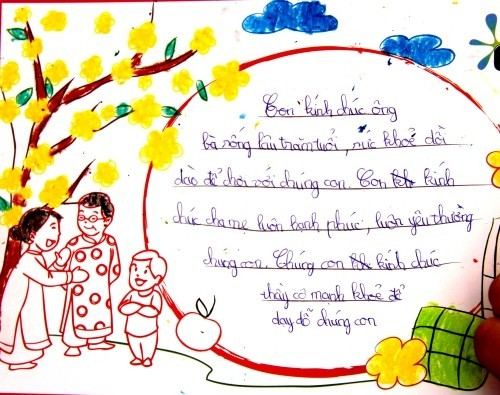 Con kính chúc ông
bà sống lâu trăm tuổi, sức khoẻ dồi
dào để chơi với chúng con. Con kính
chúc cha mẹ luôn hạnh phúc, luôn yêu thương
chúng con. Chúng con kính chúc
thầy cô mạnh khoẻ để
dạy dỗ chúng con